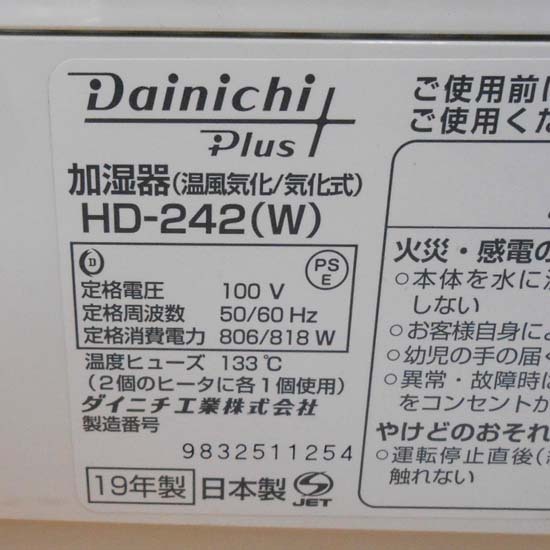 Dainichi
Plus
加湿器(温風気化/気化式)
HD-242(W)
D
PS
E
定格電圧 100 V
定格周波数 50/60 Hz
定格消費電力 806/818 W
温度ヒューズ 133℃
(2個のヒータに各1個使用)
ダイニチ工業株式会社
製造番号
9832511254
19年製 日本製 JET
ご使用前に
ご使用くだ
火災・感電の
○本体を水に
しない
○お客様自身に
○幼児の手の届く
○異常・故障時に
をコンセントか
やけどのおそれ
○運転停止直後(
触れない